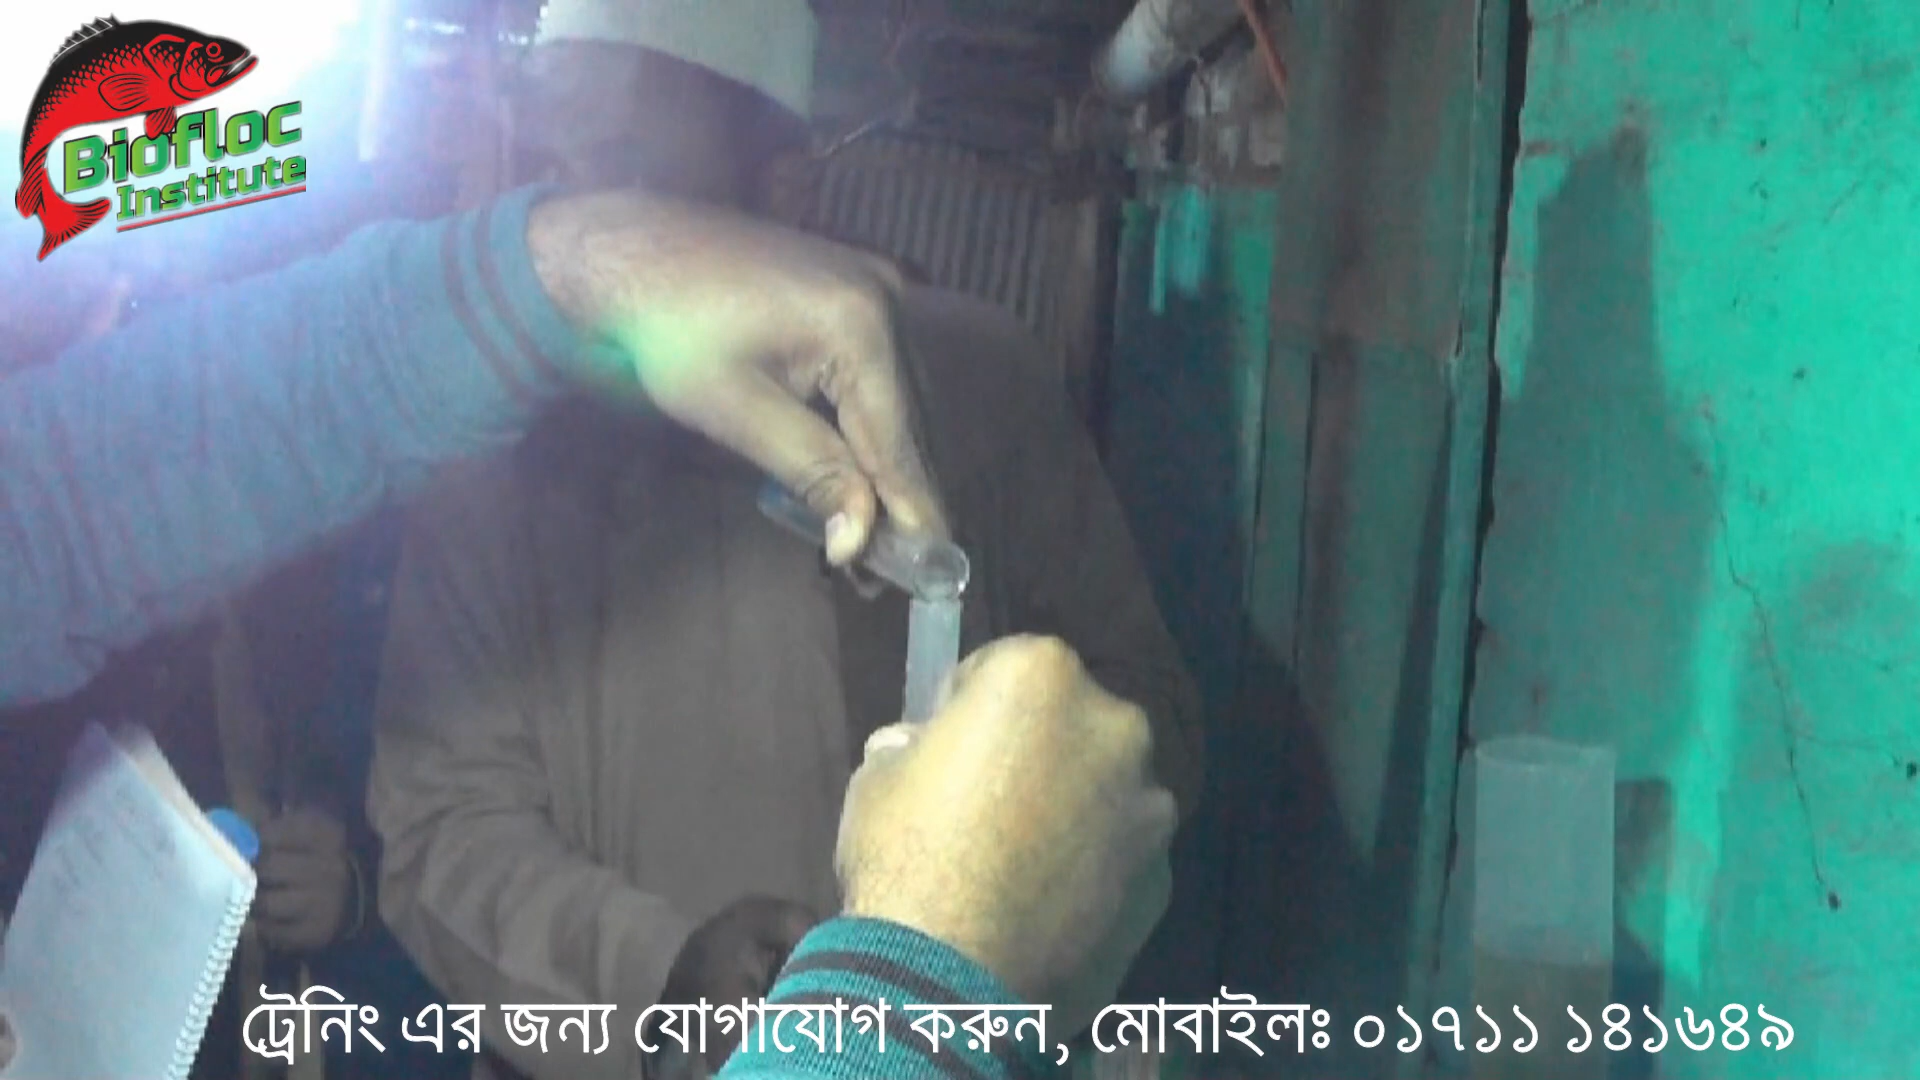 Biofloc
Institute
ট্রেনিং এর জন্য যোগাযোগ করুন, মোবাইলঃ ০১৭১১ ১৪১৬৪৯